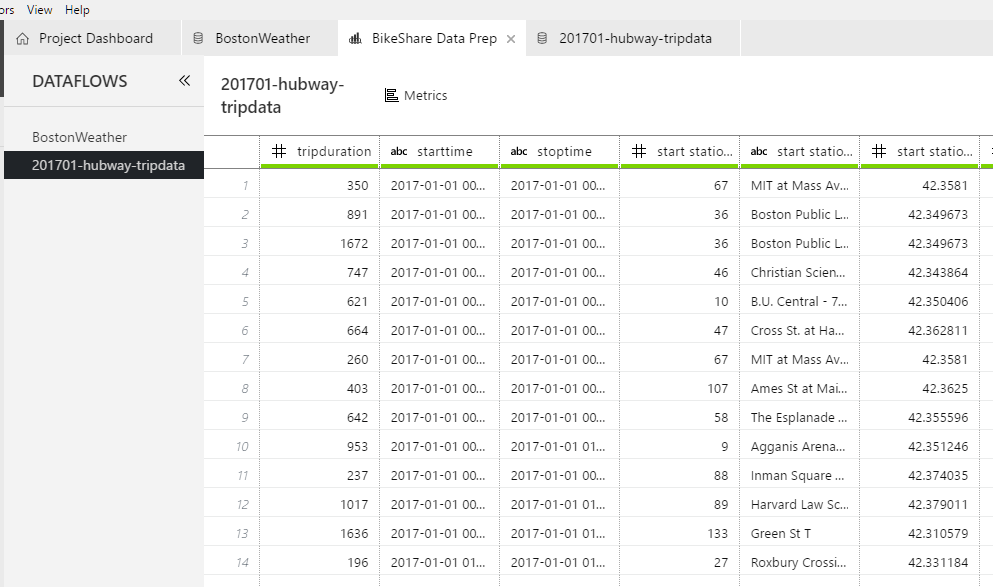 ors View Help
Project Dashboard BostonWeather BikeShare Data Prep × 201701-hubway-tripdata
DATAFLOWS «
BostonWeather
201701-hubway-tripdata
201701-hubway-
tripdata
Metrics
# tripduration abc starttime abc stoptime # start statio... abc start statio... # start statio...
1 350 2017-01-01 00... 2017-01-01 00... 67 MIT at Mass Av... 42.3581
2 891 2017-01-01 00... 2017-01-01 00... 36 Boston Public L... 42.349673
3 1672 2017-01-01 00... 2017-01-01 00... 36 Boston Public L... 42.349673
4 747 2017-01-01 00... 2017-01-01 00... 46 Christian Scien... 42.343864
5 621 2017-01-01 00... 2017-01-01 00... 10 B.U. Central - 7... 42.350406
6 664 2017-01-01 00... 2017-01-01 00... 47 Cross St. at Ha... 42.362811
7 260 2017-01-01 00... 2017-01-01 00... 67 MIT at Mass Av... 42.3581
8 403 2017-01-01 00... 2017-01-01 00... 107 Ames St at Mai... 42.3625
9 642 2017-01-01 00... 2017-01-01 00... 58 The Esplanade ... 42.355596
10 953 2017-01-01 00... 2017-01-01 01... 9 Agganis Arena... 42.351246
11 237 2017-01-01 00... 2017-01-01 00... 88 Inman Square ... 42.374035
12 1017 2017-01-01 00... 2017-01-01 01... 89 Harvard Law Sc... 42.379011
13 1636 2017-01-01 00... 2017-01-01 01... 133 Green St T 42.310579
14 196 2017-01-01 01... 2017-01-01 01... 27 Roxbury Crossi... 42.331184